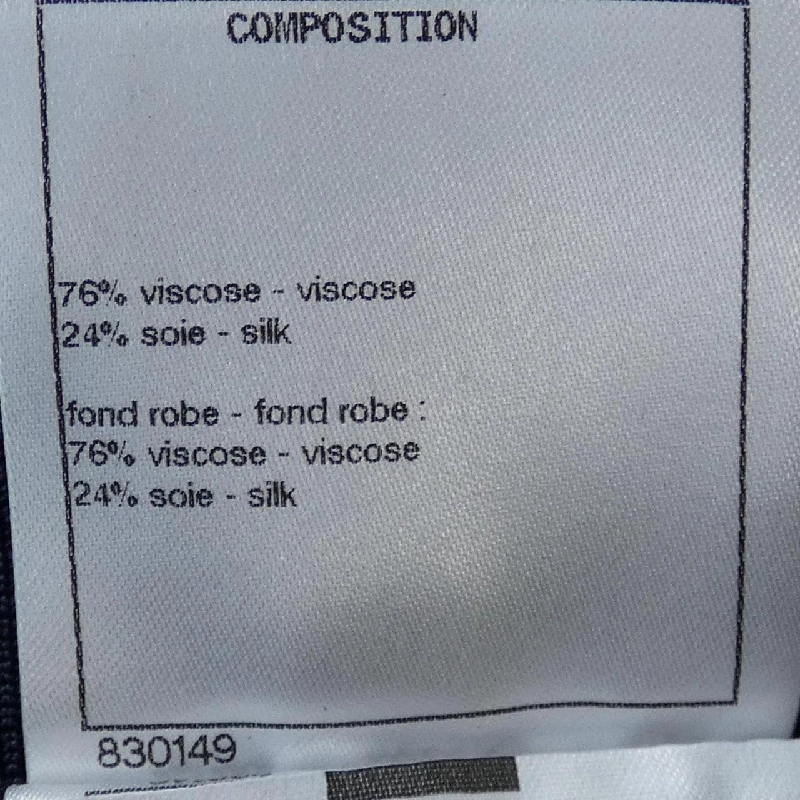 COMPOSITION
76% viscose - viscose
24% soie - silk
fond robe - fond robe :
76% viscose - viscose
24% soie - silk
830149